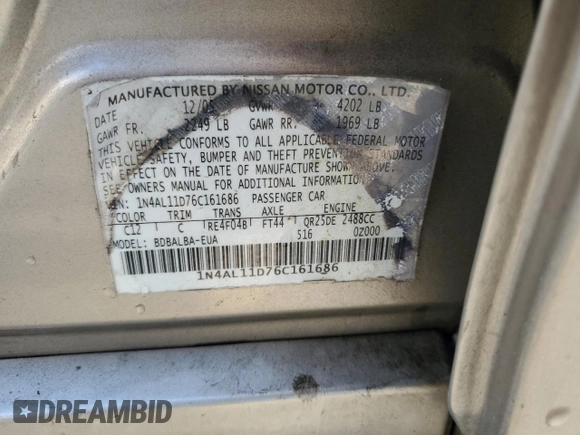 MANUFACTURED BY NISSAN MOTOR CO., LTD.
DATE 12/05 GVWR 4202 LB
GAWR FR. 2249 LB GAWR RR. 1969 LB
THIS VEHICLE CONFORMS TO ALL APPLICABLE FEDERAL MOTOR
VEHICLE SAFETY, BUMPER AND THEFT PREVENTION STANDARDS
IN EFFECT ON THE DATE OF MANUFACTURE SHOWN ABOVE.
SEE OWNERS MANUAL FOR ADDITIONAL INFORMATION
1N4AL11D76C161686 PASSENGER CAR
COLOR TRIM TRANS AXLE ENGINE
C12 C RE4F04B FT44 QR25DE 2488CC
MODEL: BDBALBA-EUA 516 0Z000
1N4AL11D76C161686
DREAMBID